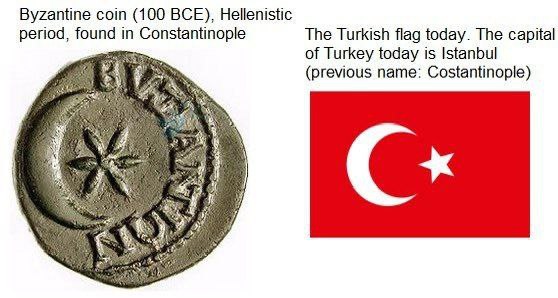 Byzantine coin (100 BCE), Hellenistic
period, found in Constantinople
The Turkish flag today. The capital
of Turkey today is Istanbul
(previous name: Costantinople)
ΒΥΖΑΝΤΙΩΝ